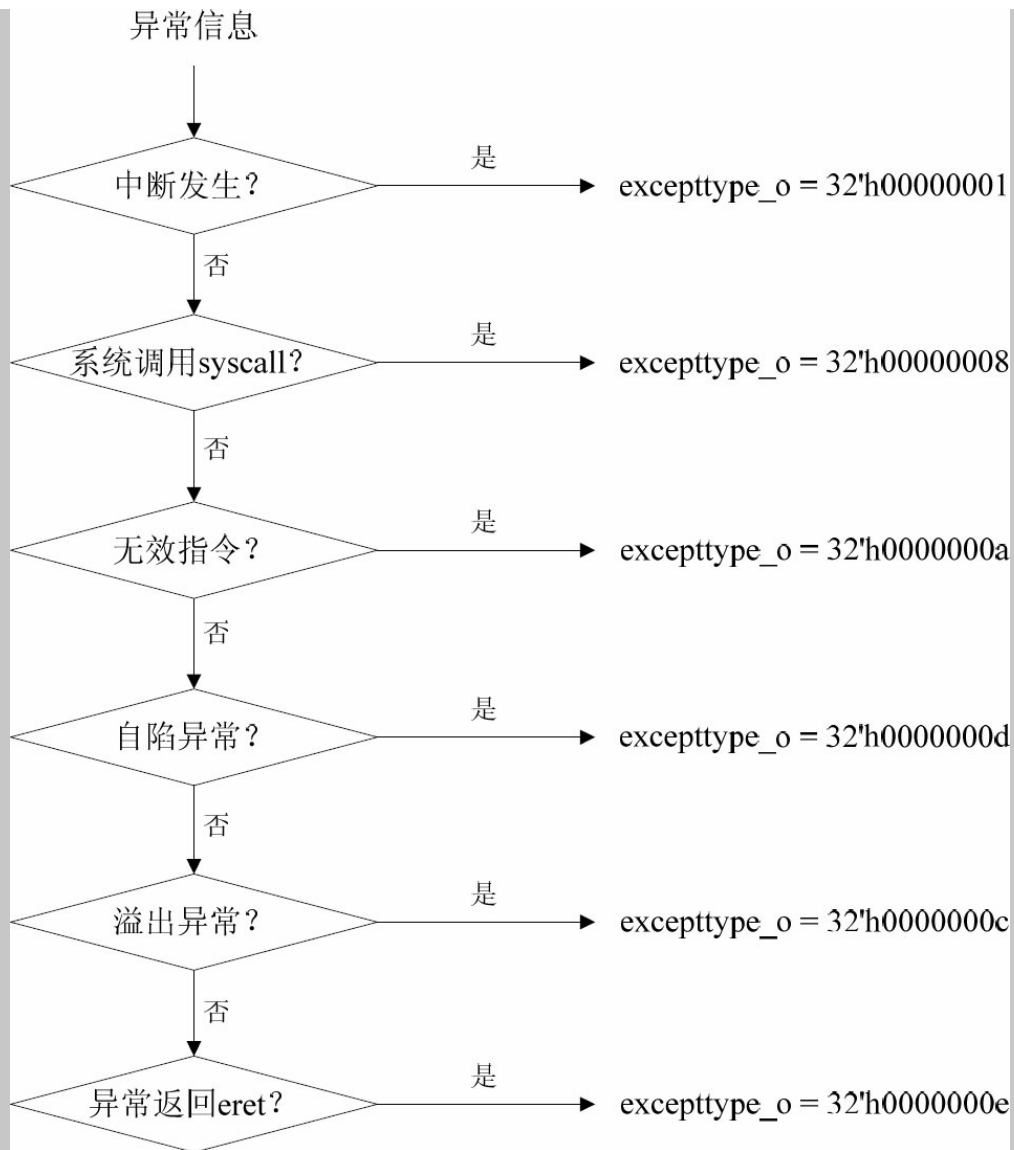 异常信息
中断发生？
是
excepttype_o = 32'h00000001
否
系统调用syscall？
是
excepttype_o = 32'h00000008
否
无效指令？
是
excepttype_o = 32'h0000000a
否
自陷异常？
是
excepttype_o = 32'h0000000d
否
溢出异常？
是
excepttype_o = 32'h0000000c
否
异常返回eret？
是
excepttype_o = 32'h0000000e